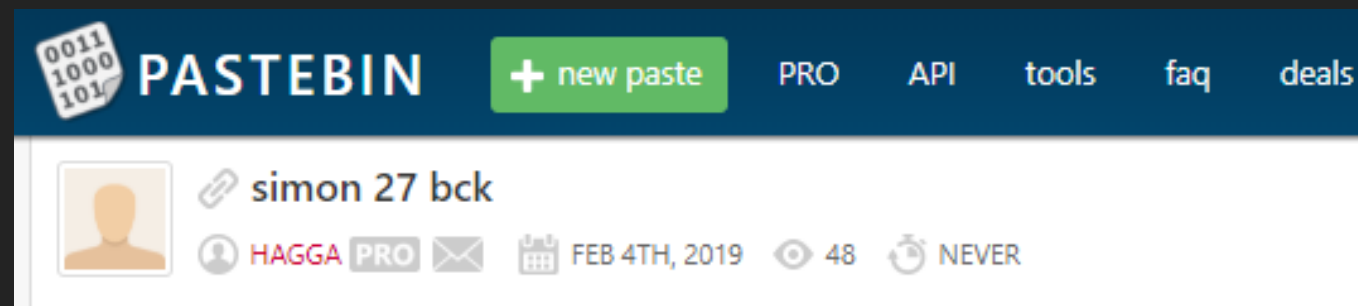 0011
1000
101
PASTEBIN + new paste PRO API tools faq deals
simon 27 bck
HAGGA PRO FEB 4TH, 2019 48 NEVER